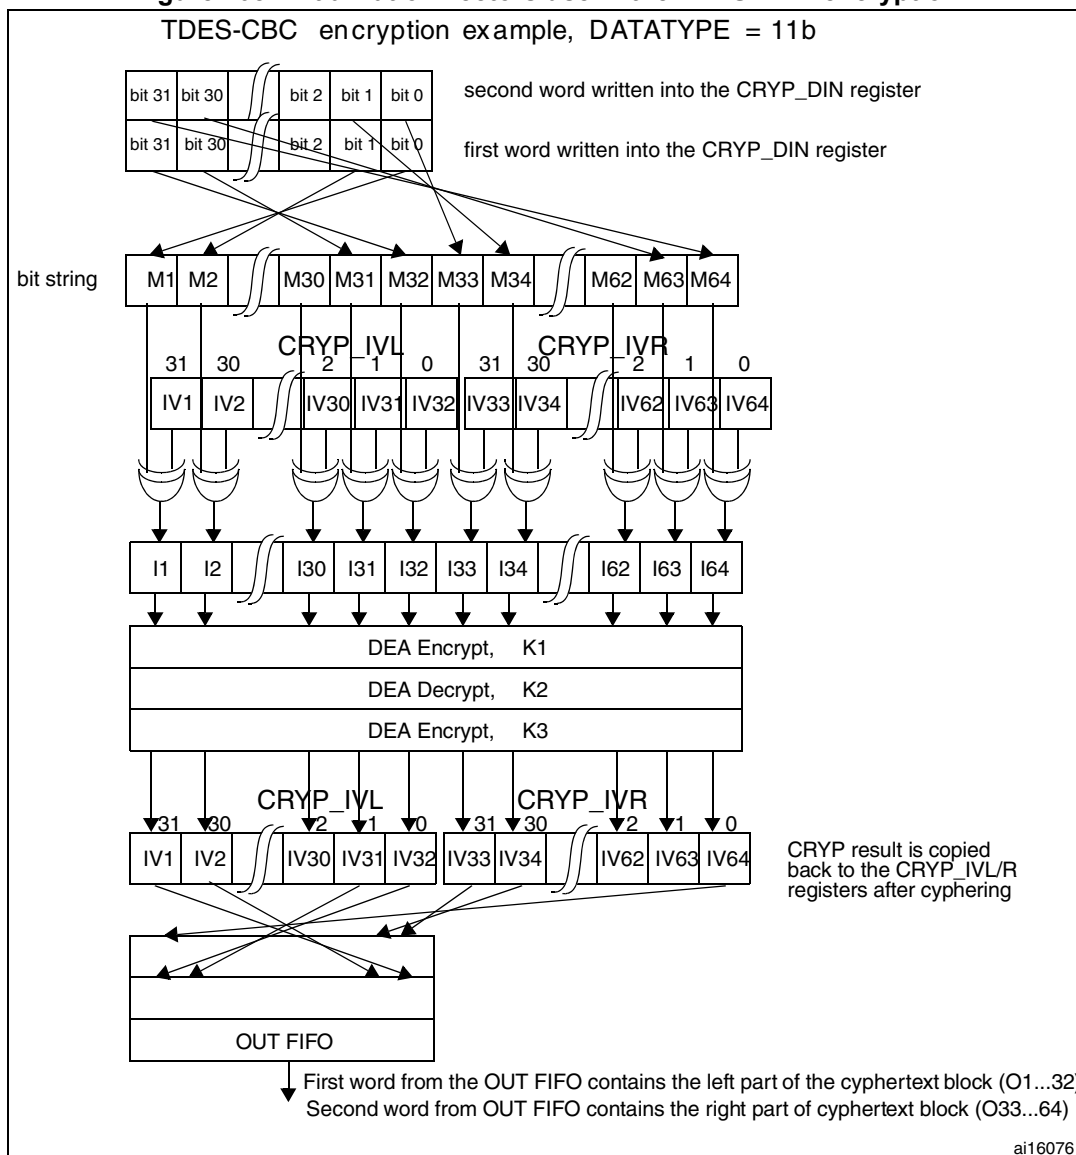 TDES-CBC encryption example, DATATYPE = 11b
bit 31 bit 30 bit 2 bit 1 bit 0 second word written into the CRYP_DIN register
bit 31 bit 30 bit 2 bit 1 bit 0 first word written into the CRYP_DIN register
bit string M1 M2 M30 M31 M32 M33 M34 M62 M63 M64
CRYP_IVL CRYP_IVR
31 30 2 1 0 31 30 2 1 0
IV1 IV2 IV30 IV31 IV32 IV33 IV34 IV62 IV63 IV64
I1 I2 I30 I31 I32 I33 I34 I62 I63 I64
DEA Encrypt, K1
DEA Decrypt, K2
DEA Encrypt, K3
CRYP_IVL CRYP_IVR
31 30 2 1 0 31 30 2 1 0
IV1 IV2 IV30 IV31 IV32 IV33 IV34 IV62 IV63 IV64
CRYP result is copied
back to the CRYP_IVL/R
registers after cyphering
OUT FIFO
First word from the OUT FIFO contains the left part of the cyphertext block (O1...32)
Second word from OUT FIFO contains the right part of cyphertext block (O33...64)
ai16076